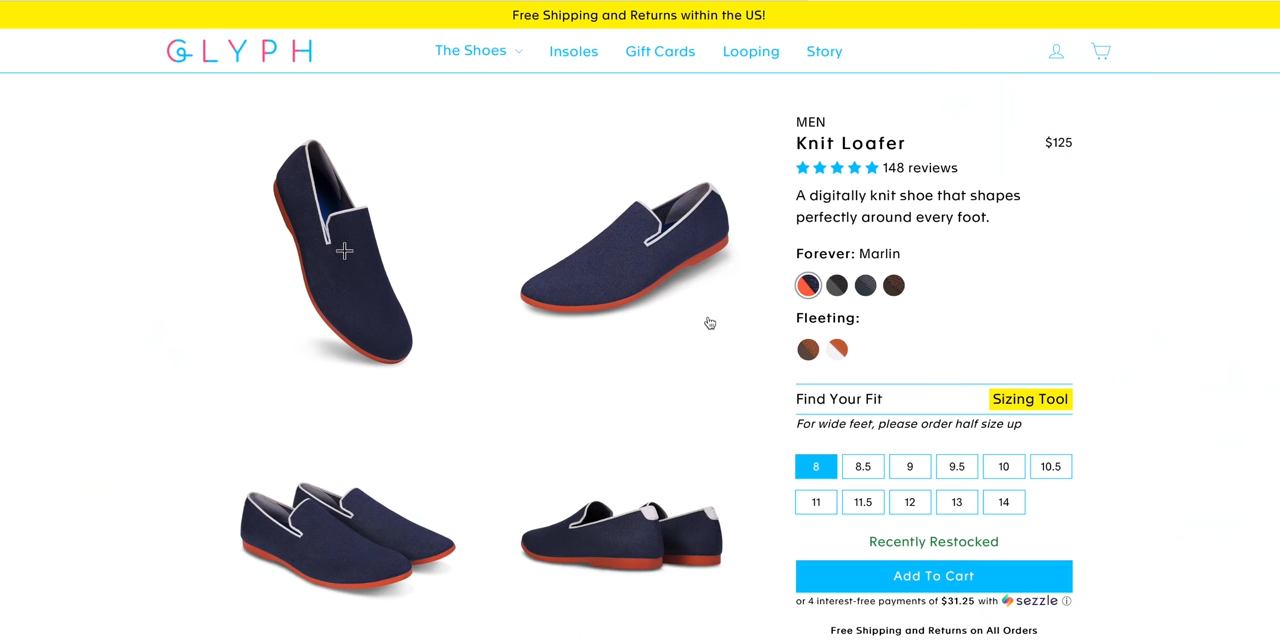 Free Shipping and Returns within the US!
GLYPH
The Shoes
Insoles
Gift Cards
Looping
Story
MEN
Knit Loafer
$125
148 reviews
A digitally knit shoe that shapes
perfectly around every foot.
Forever: Marlin
Fleeting:
Find Your Fit
Sizing Tool
For wide feet, please order half size up
8 8.5 9 9.5 10 10.5
11 11.5 12 13 14
Recently Restocked
Add To Cart
or 4 interest-free payments of $31.25 with sezzle
Free Shipping and Returns on All Orders